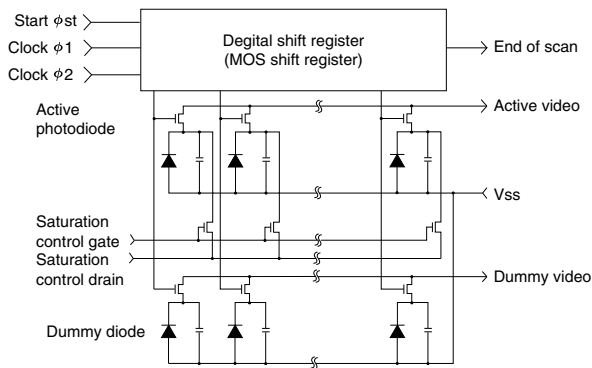 Start ϕst
Clock ϕ1
Clock ϕ2
Degital shift register
(MOS shift register)
End of scan
Active
photodiode
Active video
Vss
Saturation
control gate
Saturation
control drain
Dummy video
Dummy diode